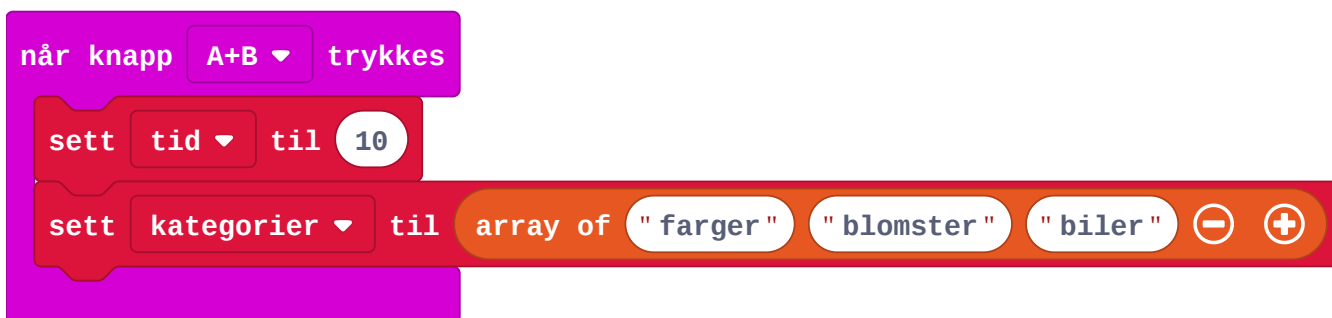 når knapp A+B trykkes
sett tid til 10
sett kategorier til array of "farger" "blomster" "biler"